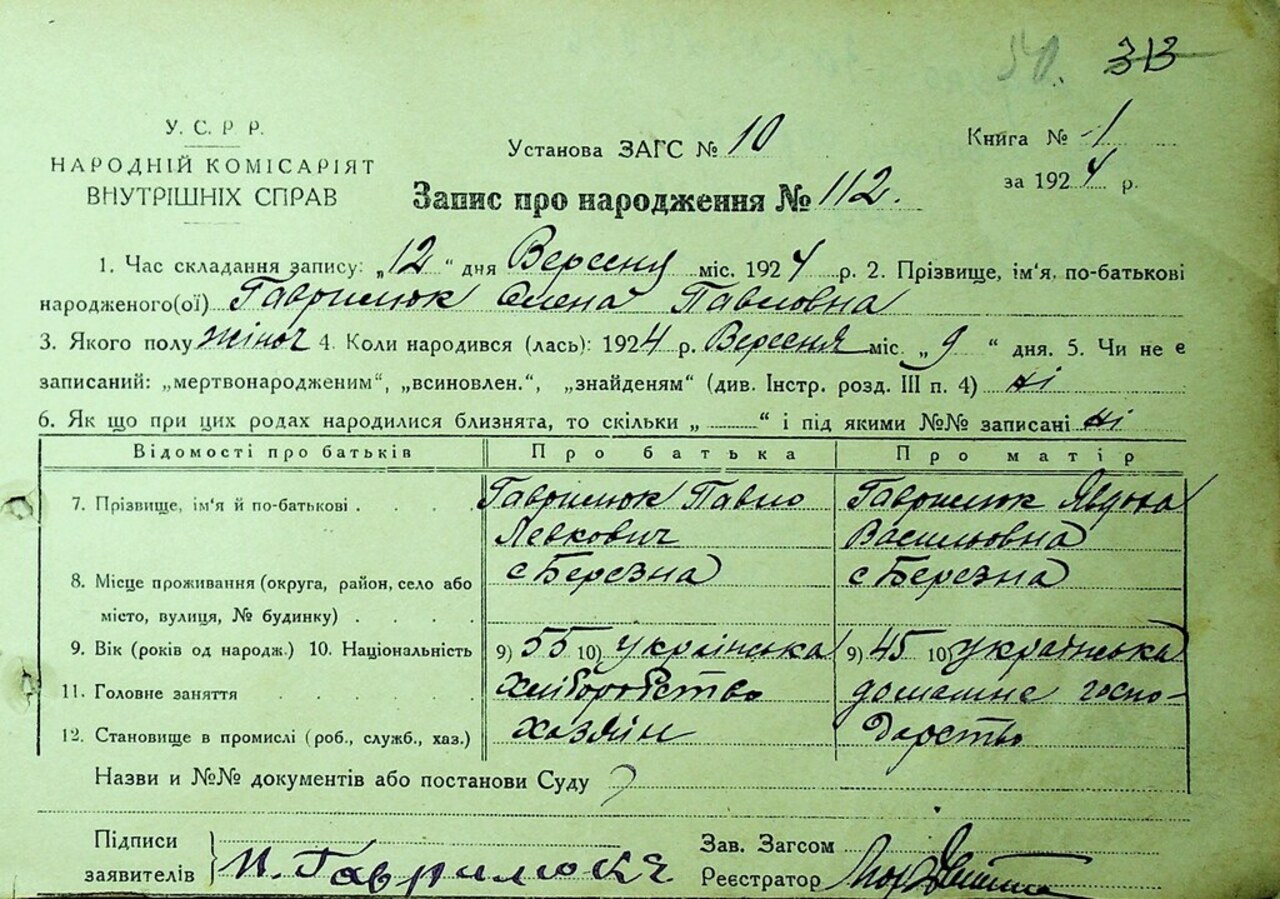 54. 313
У. С. Р Р.
НАРОДНІЙ КОМІСАРІЯТ
ВНУТРІШНІХ СПРАВ
Установа ЗАГС № 10
Книга № 1
за 1924 р.
Запис про народження № 112.
1. Час складання запису: „12“ дня Вересня міс. 1924 р. 2. Прізвище, ім'я, по-батькові
народженого(ої) Гаврилюк Олена Павловна
3. Якого полу жіноч 4. Коли народився (лась): 1924 р. Вересня міс. „9“ дня. 5. Чи не є
записаний: „мертвонародженим“, „всиновлен.“, „знайденям“ (див. Інстр. розд. III п. 4) ні
6. Як що при цих родах народилися близнята, то скільки „ “ і під якими №№ записані ні
Відомості про батьків Про батька Про матір
7. Прізвище, ім'я й по-батькові . . . . Гаврилюк Павло Гаврилюк Явдоха
Левкович Васильовна
8. Місце проживання (округа, район, село або с Березна с Березна
місто, вулиця, № будинку) . . . .
9. Вік (років од народж.) 10. Національність 9) 55 10) українська 9) 45 10) українська
11. Головне заняття . . . . . Хліборобство домашне госпо-
12. Становище в промислі (роб., служб., хаз.) хазяін дарство
Назви и №№ документів або постанови Суду
Підписи
заявителів П. Гаврилюкъ
Зав. Загсом
Реєстратор